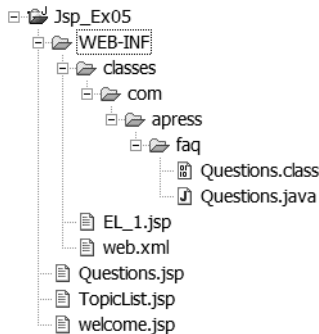 Jsp_Ex05
WEB-INF
classes
com
apress
faq
Questions.class
Questions.java
EL_1.jsp
web.xml
Questions.jsp
TopicList.jsp
welcome.jsp